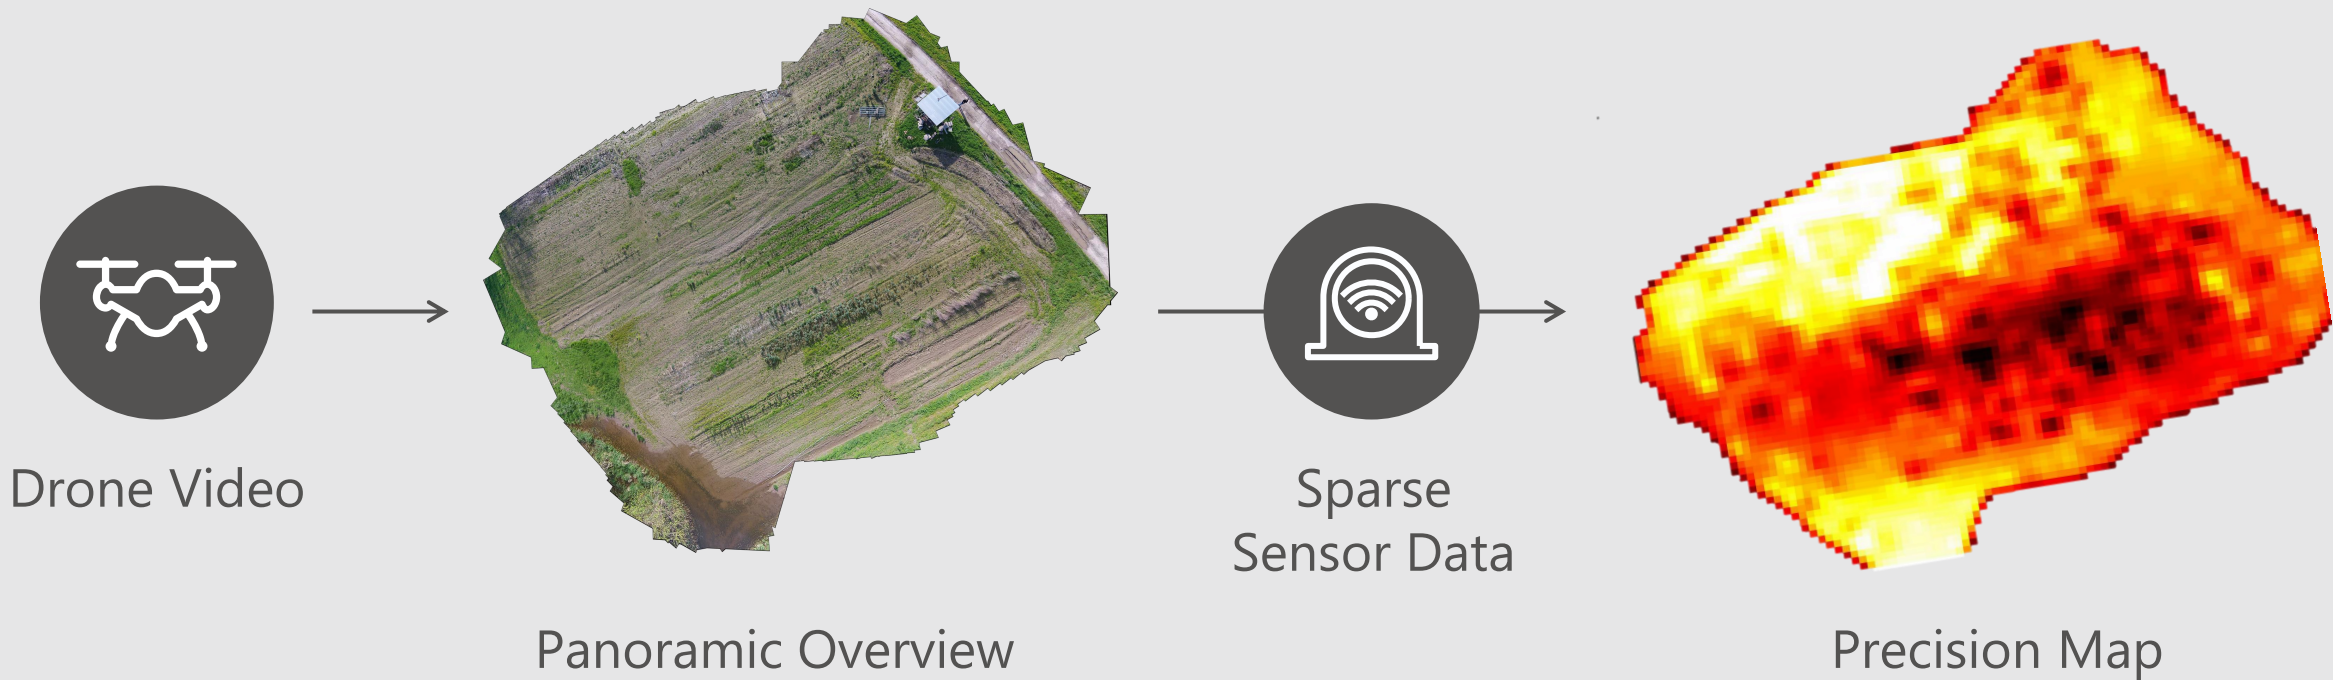 Drone Video
Panoramic Overview
Sparse
Sensor Data
Precision Map